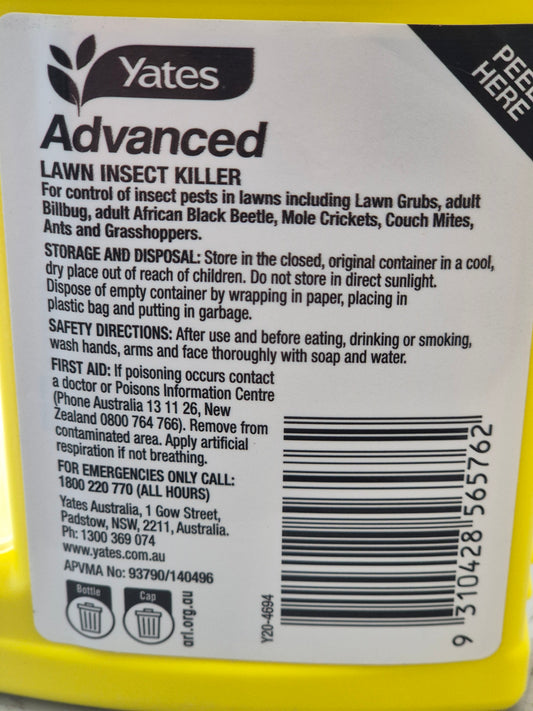 Yates
PEEL
HERE
Advanced
LAWN INSECT KILLER
For control of insect pests in lawns including Lawn Grubs, adult
Billbug, adult African Black Beetle, Mole Crickets, Couch Mites,
Ants and Grasshoppers.
STORAGE AND DISPOSAL: Store in the closed, original container in a cool,
dry place out of reach of children. Do not store in direct sunlight.
Dispose of empty container by wrapping in paper, placing in
plastic bag and putting in garbage.
SAFETY DIRECTIONS: After use and before eating, drinking or smoking,
wash hands, arms and face thoroughly with soap and water.
FIRST AID: If poisoning occurs contact
a doctor or Poisons Information Centre
(Phone Australia 13 11 26, New
Zealand 0800 764 766). Remove from
contaminated area. Apply artificial
respiration if not breathing.
FOR EMERGENCIES ONLY CALL:
1800 220 770 (ALL HOURS)
Yates Australia, 1 Gow Street,
Padstow, NSW, 2211, Australia.
Ph: 1300 369 074
www.yates.com.au
APVMA No: 93790/140496
Bottle
Cap
arl.org.au
Y20-4694
9 310428 565762